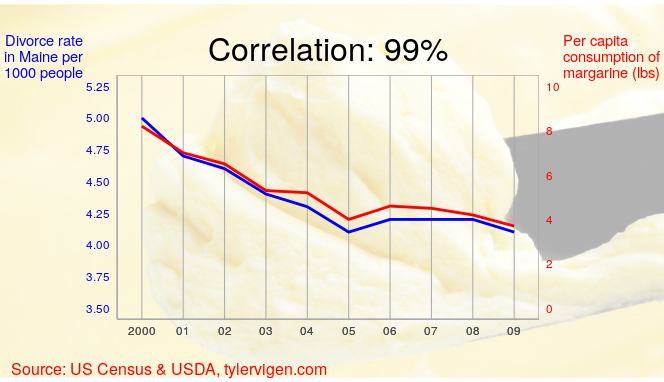 Divorce rate
in Maine per
1000 people
Correlation: 99%
Per capita
consumption of
margarine (lbs)
5.25
5.00
4.75
4.50
4.25
4.00
3.75
3.50
10
8
6
4
2
0
2000 01 02 03 04 05 06 07 08 09
Source: US Census & USDA, tylervigen.com